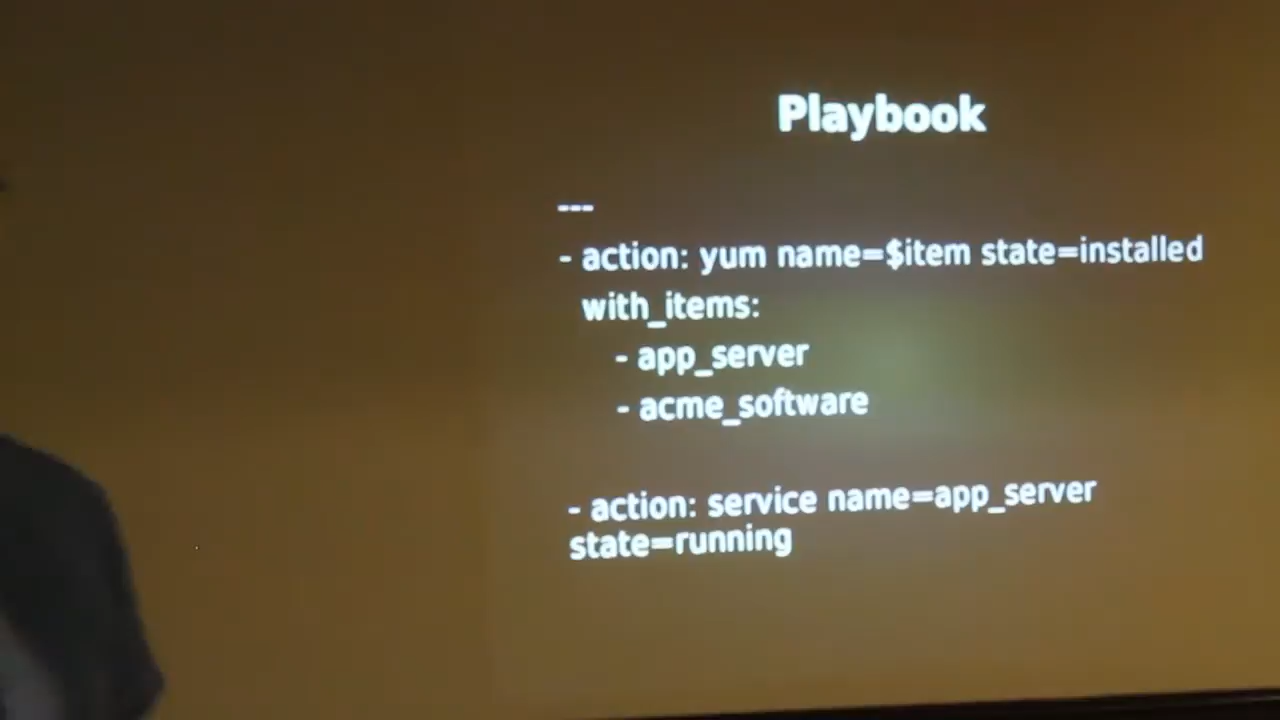 Playbook
---
- action: yum name=$item state=installed
with_items:
- app_server
- acme_software
- action: service name=app_server
state=running